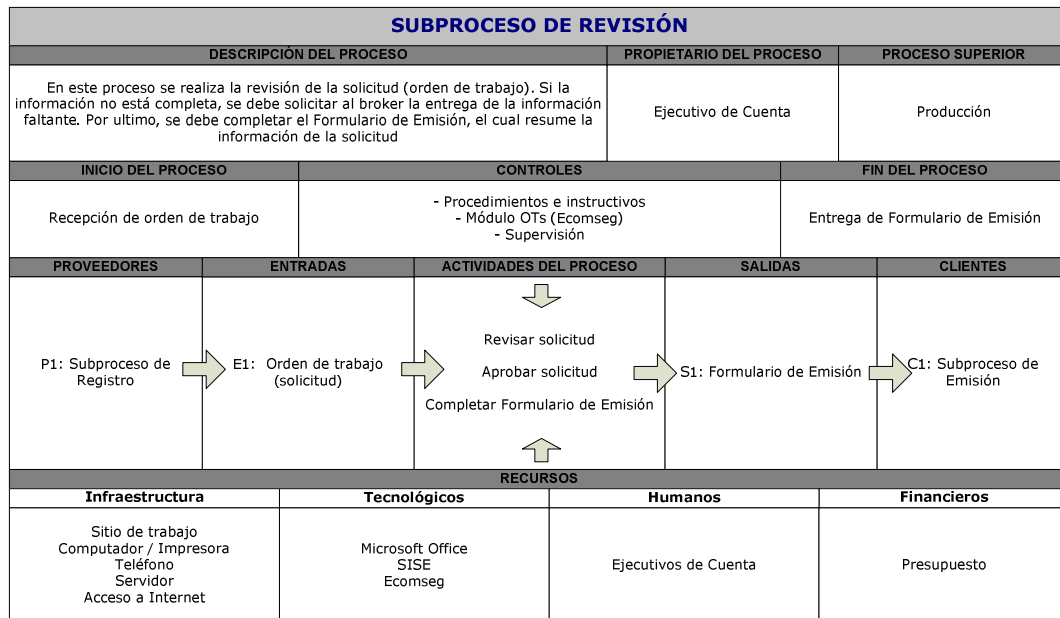 SUBPROCESO DE REVISIÓN
DESCRIPCIÓN DEL PROCESO
PROPIETARIO DEL PROCESO
PROCESO SUPERIOR
En este proceso se realiza la revisión de la solicitud (orden de trabajo). Si la
información no está completa, se debe solicitar al broker la entrega de la información
faltante. Por ultimo, se debe completar el Formulario de Emisión, el cual resume la
información de la solicitud
Ejecutivo de Cuenta
Producción
INICIO DEL PROCESO
CONTROLES
FIN DEL PROCESO
Recepción de orden de trabajo
- Procedimientos e instructivos
- Módulo OTs (Ecomseg)
- Supervisión
Entrega de Formulario de Emisión
PROVEEDORES
ENTRADAS
ACTIVIDADES DEL PROCESO
SALIDAS
CLIENTES
P1: Subproceso de
Registro
E1: Orden de trabajo
(solicitud)
Revisar solicitud
Aprobar solicitud
Completar Formulario de Emisión
S1: Formulario de Emisión
C1: Subproceso de
Emisión
RECURSOS
Infraestructura
Tecnológicos
Humanos
Financieros
Sitio de trabajo
Computador / Impresora
Teléfono
Servidor
Acceso a Internet
Microsoft Office
SISE
Ecomseg
Ejecutivos de Cuenta
Presupuesto